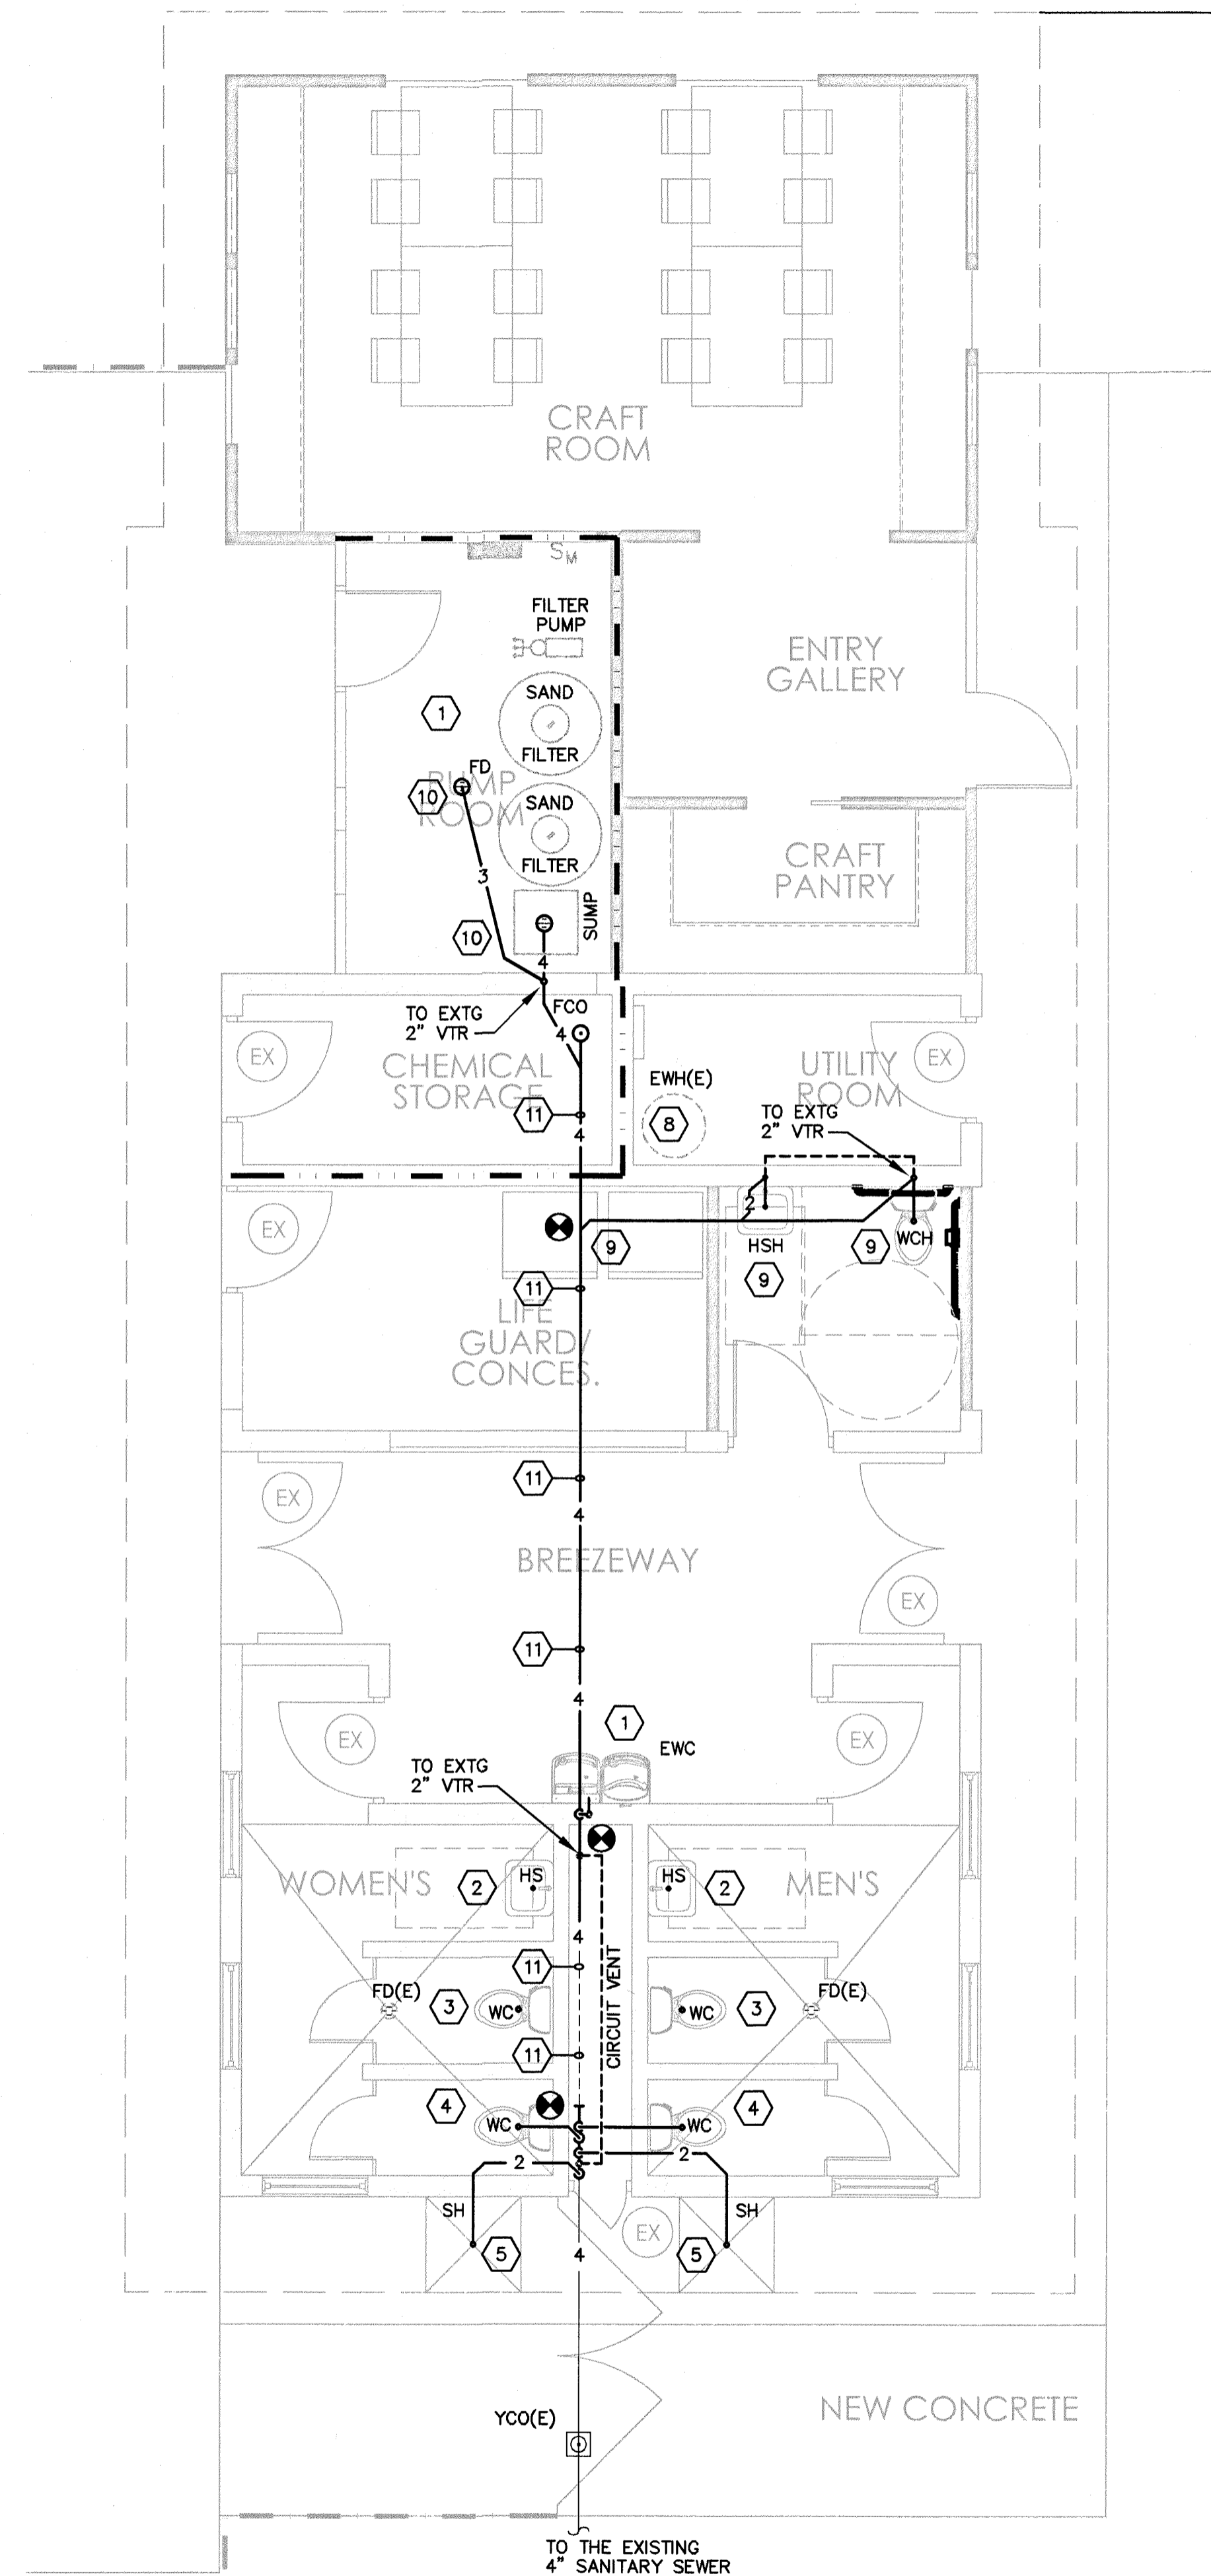 CRAFT
ROOM
SM
FILTER
PUMP
ENTRY
GALLERY
SAND
FILTER
1
FD
PUMP
ROOM
10
SAND
FILTER
3
CRAFT
PANTRY
SUMP
10
4
TO EXTG
2" VTR
FCO
4
EX
CHEMICAL
STORAGE
UTILITY
ROOM
EX
EWH(E)
8
TO EXTG
2" VTR
11
4
EX
2
9
HSH
9
9
WCH
11
LIFE
GUARD/
CONCES.
11
EX
4
BREEZEWAY
EX
11
4
1
EWC
EX
EX
TO EXTG
2" VTR
WOMEN'S
2
HS
HS
2
MEN'S
4
CIRCUIT VENT
11
FD(E)
3
WC
WC
3
FD(E)
11
4
WC
WC
4
2
2
SH
SH
5
4
EX
5
NEW CONCRETE
YCO(E)
TO THE EXISTING
4" SANITARY SEWER